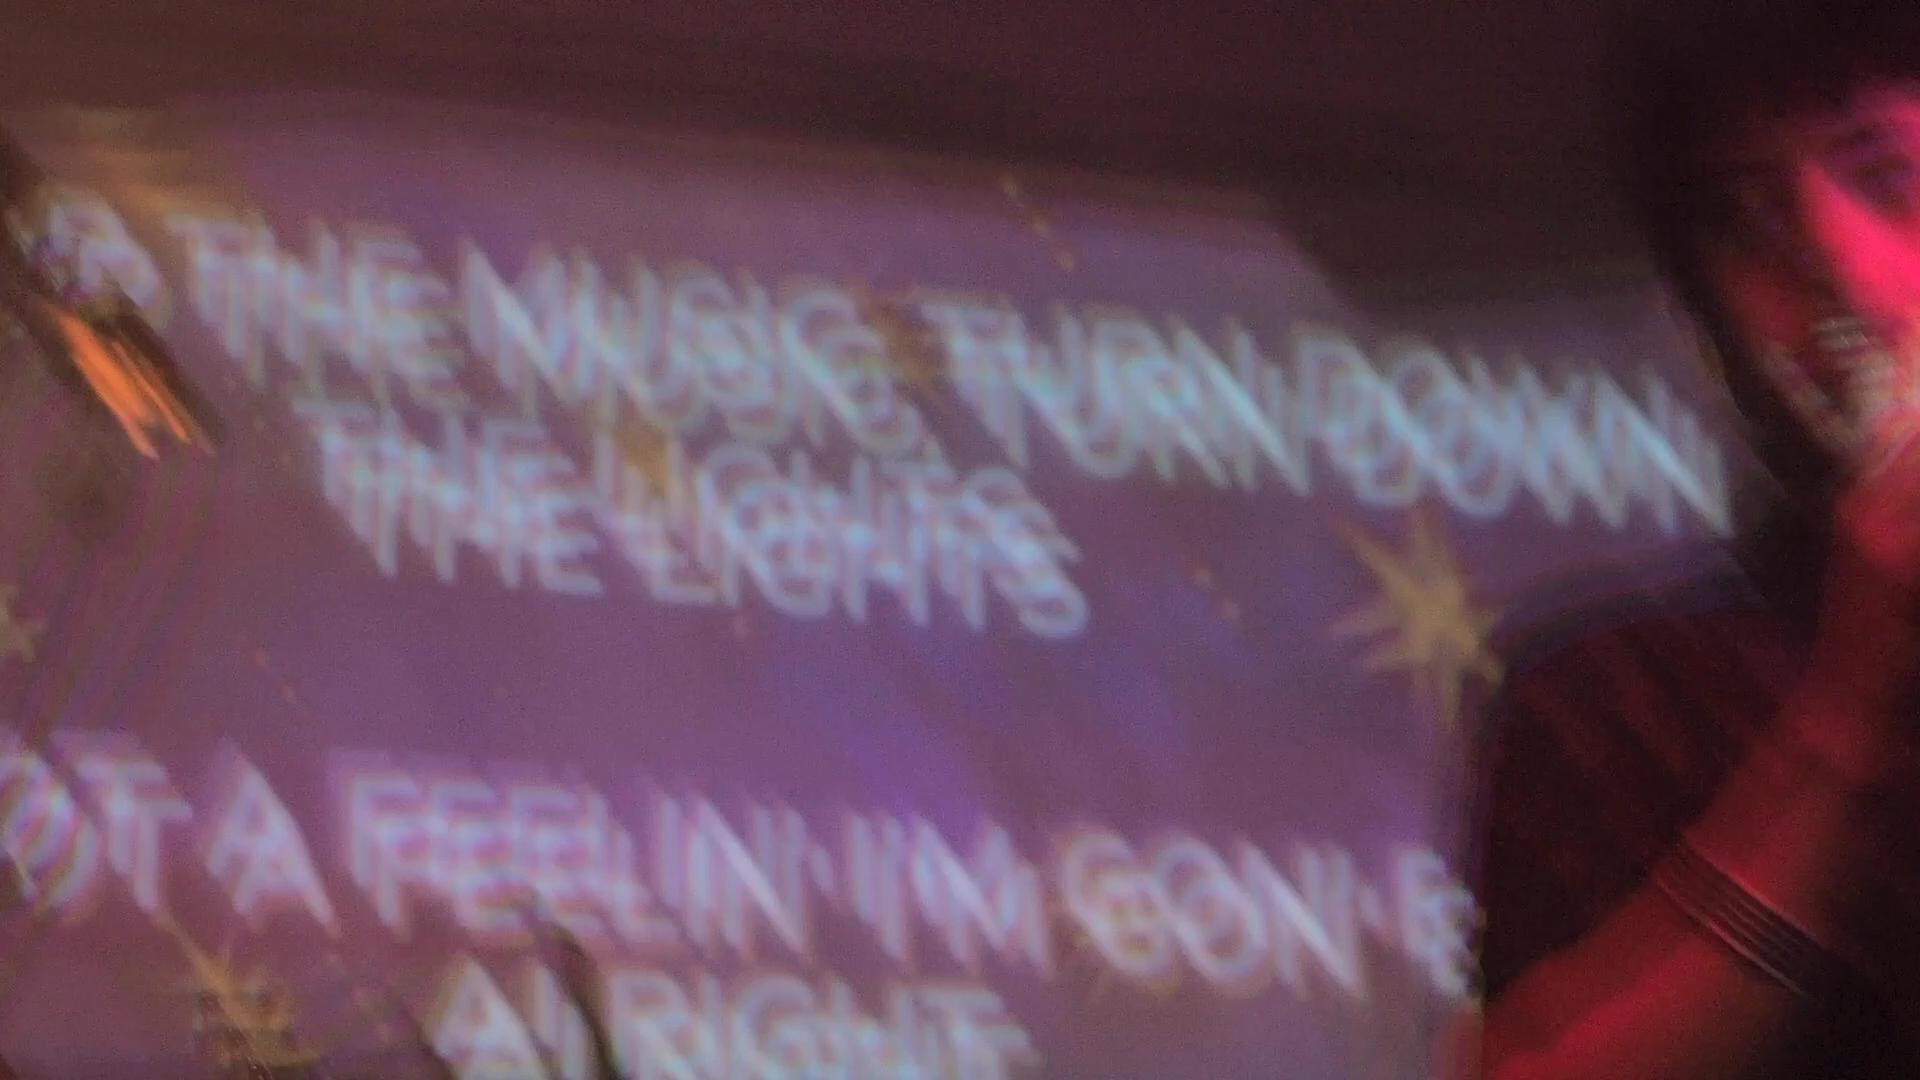 THE MUSIC, TURN DOWN
THE LIGHTS
A FEELIN' I'M GON' B
ALRIGHT